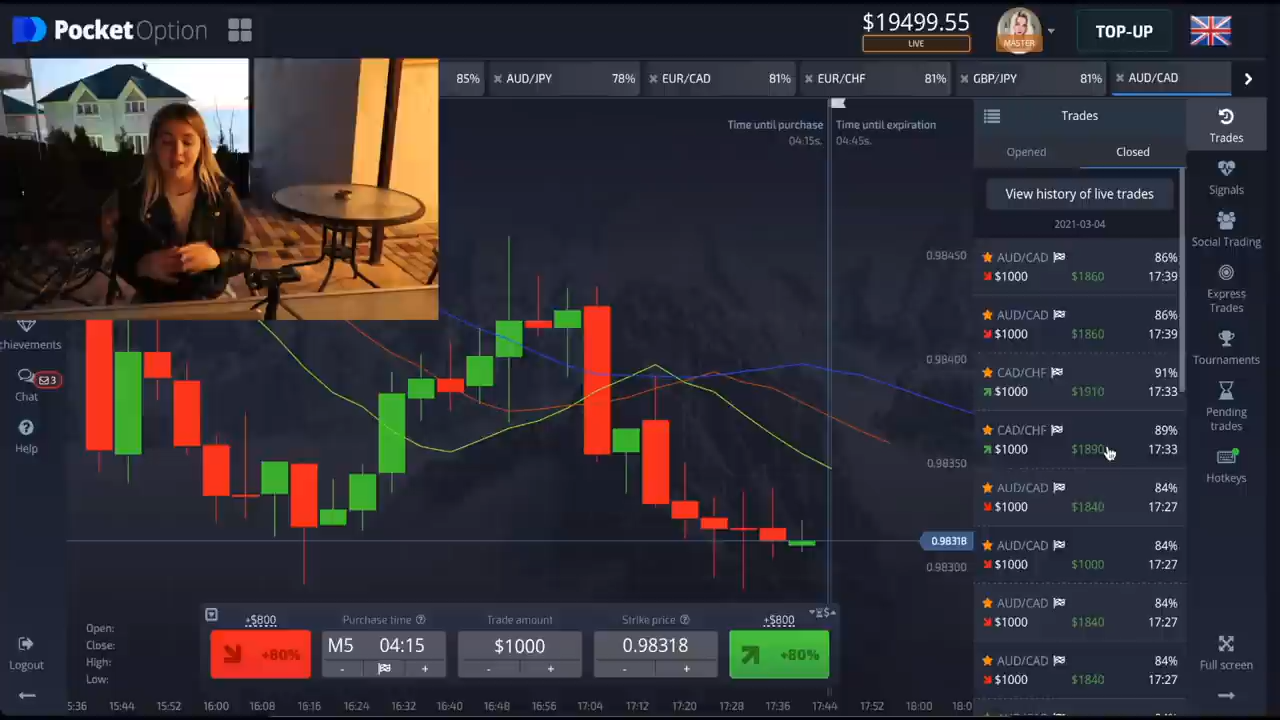 PocketOption
$19499.55
LIVE
MASTER
TOP-UP
85%
× AUD/JPY 78%
× EUR/CAD 81%
× EUR/CHF 81%
× GBP/JPY 81%
× AUD/CAD
Time until purchase
04:15s.
Time until expiration
04:45s.
0.98450
0.98400
0.98350
0.98318
0.98300
Trades
Opened
Closed
View history of live trades
2021-03-04
AUD/CAD 86%
$1000 $1860 17:39
AUD/CAD 86%
$1000 $1860 17:39
CAD/CHF 91%
$1000 $1910 17:33
CAD/CHF 89%
$1000 $1890 17:33
AUD/CAD 84%
$1000 $1840 17:27
AUD/CAD 84%
$1000 $1000 17:27
AUD/CAD 84%
$1000 $1840 17:27
AUD/CAD 84%
$1000 $1840 17:27
Trades
Signals
Social Trading
Express
Trades
Tournaments
Pending
trades
Hotkeys
Full screen
chievements
3
Chat
Help
Logout
Open:
Close:
High:
Low:
+$800
+80%
Purchase time
M5 04:15
- +
Trade amount
$1000
- +
Strike price
0.98318
- +
+$800
+80%
5:36 15:44 15:52 16:00 16:08 16:16 16:24 16:32 16:40 16:48 16:56 17:04 17:12 17:20 17:28 17:36 17:44 17:52 18:00 18:0